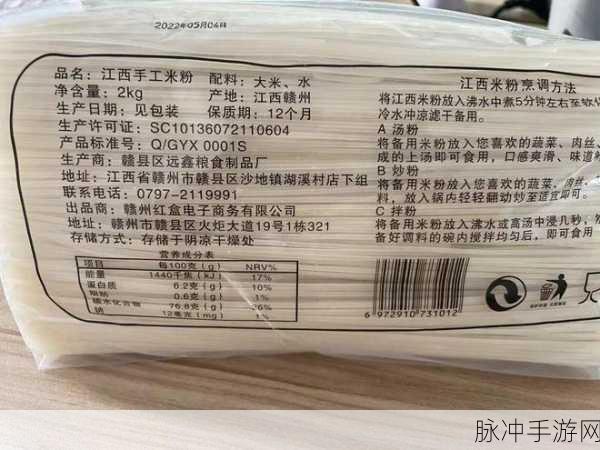 2022年05月04日
品名：江西手工米粉 配料：大米、水
净含量：2kg 产地：江西赣州
生产日期：见包装 保质期：12个月
生产许可证：SC10136072110604
产品标准号：Q/GYX 0001S
生产商：赣县区远鑫粮食制品厂
地址：江西省赣州市赣县区沙地镇湖溪村店下组
联系电话：0797-2119991
出品商：赣州红盒电子商务有限公司
地址：赣州市赣县区火炬大道19号1栋321
存储方式：存储于阴凉干燥处
营养成分表
项目 每100克(g) NRV%
能量 1440千焦(kJ) 17%
蛋白质 6.2克(g) 10%
脂肪 0.6克(g) 1%
碳水化合物 76.8克(g) 26%
钠 12毫克(mg) 1%
江西米粉烹调方法
将江西米粉放入沸水中煮5分钟左右至软
冷水冲凉滤干备用。
A 汤粉
将备用米粉放入您喜欢的蔬菜、肉丝、
成的上汤即可食用，口感爽滑、味道
B 炒粉
将备用米粉放入您喜欢的蔬菜、肉丝、
料，放入锅内轻轻翻动炒至适宜即可。
C 拌粉
将备用米粉放入沸水或高汤中浸几秒，
备好调料的碗内搅拌均匀后，即可食用
6 972910 731012
脉冲手游网